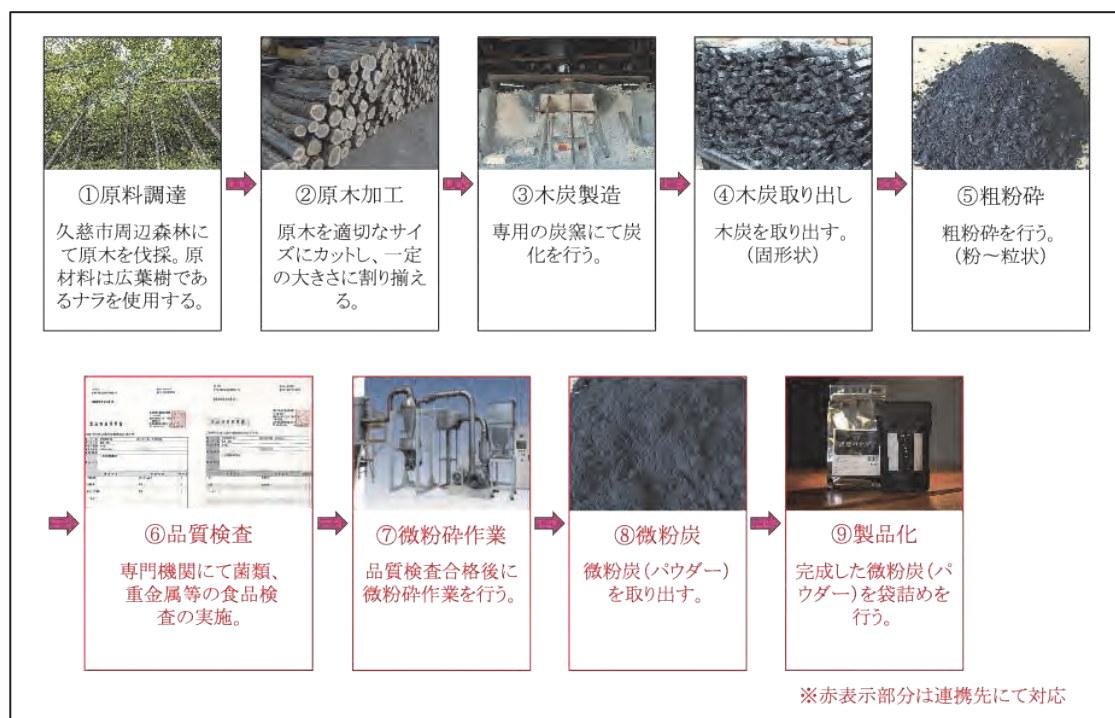 ①原料調達
久慈市周辺森林に
て原木を伐採。原
材料は広葉樹であ
るナラを使用する。
②原木加工
原木を適切なサイ
ズにカットし、一定
の大きさに割り揃え
る。
③木炭製造
専用の炭窯にて炭
化を行う。
④木炭取り出し
木炭を取り出す。
(固形状)
⑤粗粉砕
粗粉砕を行う。
(粉～粒状)
⑥品質検査
専門機関にて菌類、
重金属等の食品検
査の実施。
⑦微粉砕作業
品質検査合格後に
微粉砕作業を行う。
⑧微粉炭
微粉炭(パウダー)
を取り出す。
⑨製品化
完成した微粉炭(パ
ウダー)を袋詰めを
行う。
※赤表示部分は連携先にて対応